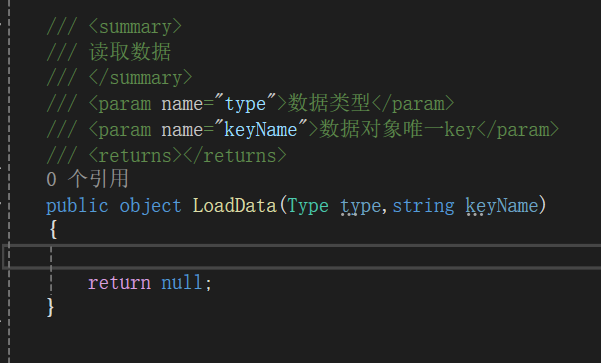 /// <summary>
/// 读取数据
/// </summary>
/// <param name="type">数据类型</param>
/// <param name="keyName">数据对象唯一key</param>
/// <returns></returns>
0 个引用
public object LoadData(Type type,string keyName)
{
return null;
}